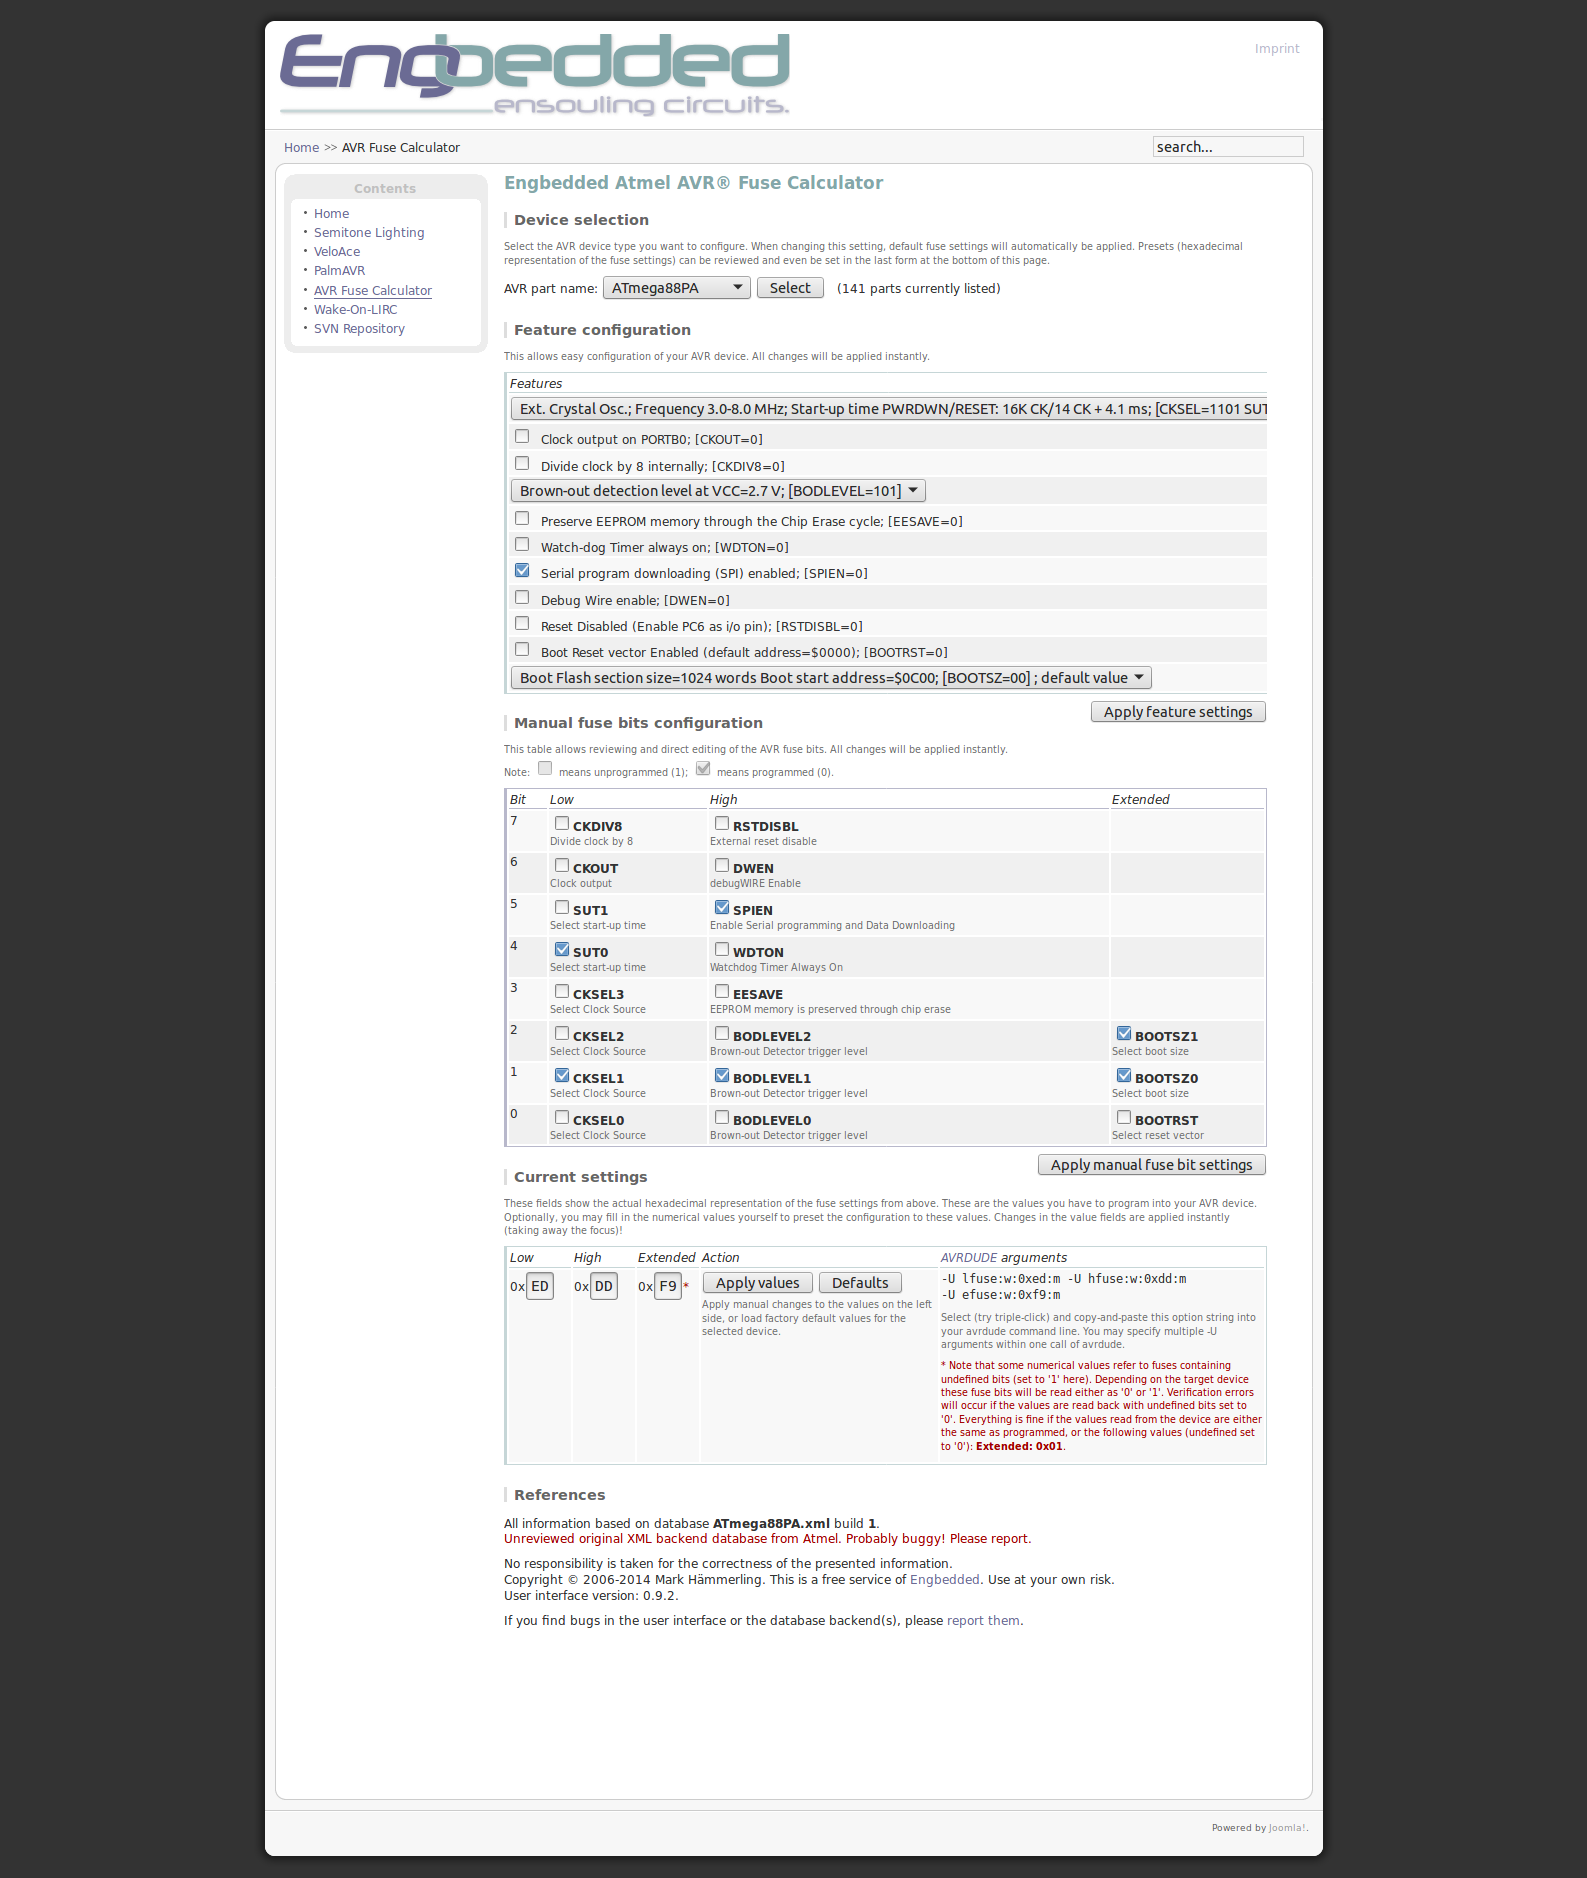 Engbedded
ensouling circuits.
Imprint
Home >> AVR Fuse Calculator
search...
Contents
Home
Semitone Lighting
VeloAce
PalmAVR
AVR Fuse Calculator
Wake-On-LIRC
SVN Repository
Engbedded Atmel AVR® Fuse Calculator
Device selection
Select the AVR device type you want to configure. When changing this setting, default fuse settings will automatically be applied. Presets (hexadecimal
representation of the fuse settings) can be reviewed and even be set in the last form at the bottom of this page.
AVR part name: ATmega88PA Select (141 parts currently listed)
Feature configuration
This allows easy configuration of your AVR device. All changes will be applied instantly.
Features
Ext. Crystal Osc.; Frequency 3.0-8.0 MHz; Start-up time PWRDWN/RESET: 16K CK/14 CK + 4.1 ms; [CKSEL=1101 SUT
Clock output on PORTB0; [CKOUT=0]
Divide clock by 8 internally; [CKDIV8=0]
Brown-out detection level at VCC=2.7 V; [BODLEVEL=101]
Preserve EEPROM memory through the Chip Erase cycle; [EESAVE=0]
Watch-dog Timer always on; [WDTON=0]
Serial program downloading (SPI) enabled; [SPIEN=0]
Debug Wire enable; [DWEN=0]
Reset Disabled (Enable PC6 as i/o pin); [RSTDISBL=0]
Boot Reset vector Enabled (default address=$0000); [BOOTRST=0]
Boot Flash section size=1024 words Boot start address=$0C00; [BOOTSZ=00] ; default value
Apply feature settings
Manual fuse bits configuration
This table allows reviewing and direct editing of the AVR fuse bits. All changes will be applied instantly.
Note: means unprogrammed (1); means programmed (0).
Bit Low High Extended
7 CKDIV8 RSTDISBL
Divide clock by 8 External reset disable
6 CKOUT DWEN
Clock output debugWIRE Enable
5 SUT1 SPIEN
Select start-up time Enable Serial programming and Data Downloading
4 SUT0 WDTON
Select start-up time Watchdog Timer Always On
3 CKSEL3 EESAVE
Select Clock Source EEPROM memory is preserved through chip erase
2 CKSEL2 BODLEVEL2 BOOTSZ1
Select Clock Source Brown-out Detector trigger level Select boot size
1 CKSEL1 BODLEVEL1 BOOTSZ0
Select Clock Source Brown-out Detector trigger level Select boot size
0 CKSEL0 BODLEVEL0 BOOTRST
Select Clock Source Brown-out Detector trigger level Select reset vector
Apply manual fuse bit settings
Current settings
These fields show the actual hexadecimal representation of the fuse settings from above. These are the values you have to program into your AVR device.
Optionally, you may fill in the numerical values yourself to preset the configuration to these values. Changes in the value fields are applied instantly
(taking away the focus)!
Low High Extended Action AVRDUDE arguments
0x ED 0x DD 0x F9 * Apply values Defaults
Apply manual changes to the values on the left
side, or load factory default values for the
selected device.
-U lfuse:w:0xed:m -U hfuse:w:0xdd:m
-U efuse:w:0xf9:m
Select (try triple-click) and copy-and-paste this option string into
your avrdude command line. You may specify multiple -U
arguments within one call of avrdude.
* Note that some numerical values refer to fuses containing
undefined bits (set to '1' here). Depending on the target device
these fuse bits will be read either as '0' or '1'. Verification errors
will occur if the values are read back with undefined bits set to
'0'. Everything is fine if the values read from the device are either
the same as programmed, or the following values (undefined set
to '0'): Extended: 0x01.
References
All information based on database ATmega88PA.xml build 1.
Unreviewed original XML backend database from Atmel. Probably buggy! Please report.
No responsibility is taken for the correctness of the presented information.
Copyright © 2006-2014 Mark Hämmerling. This is a free service of Engbedded. Use at your own risk.
User interface version: 0.9.2.
If you find bugs in the user interface or the database backend(s), please report them.
Powered by Joomla!.